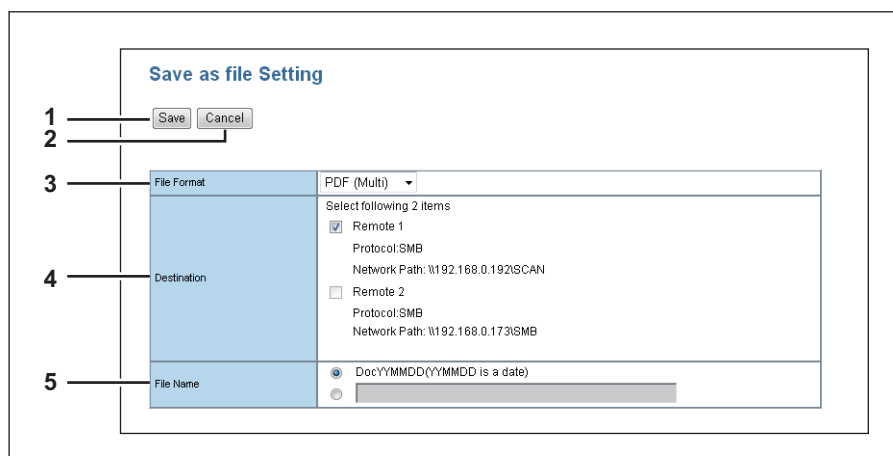 Save as file Setting
1
Save Cancel
2
3
File Format
PDF (Multi)
Select following 2 items
Remote 1
Protocol:SMB
Network Path: \\192.168.0.192\SCAN
4
Destination
Remote 2
Protocol:SMB
Network Path: \\192.168.0.173\SMB
5
File Name
DocYYMMDD(YYMMDD is a date)